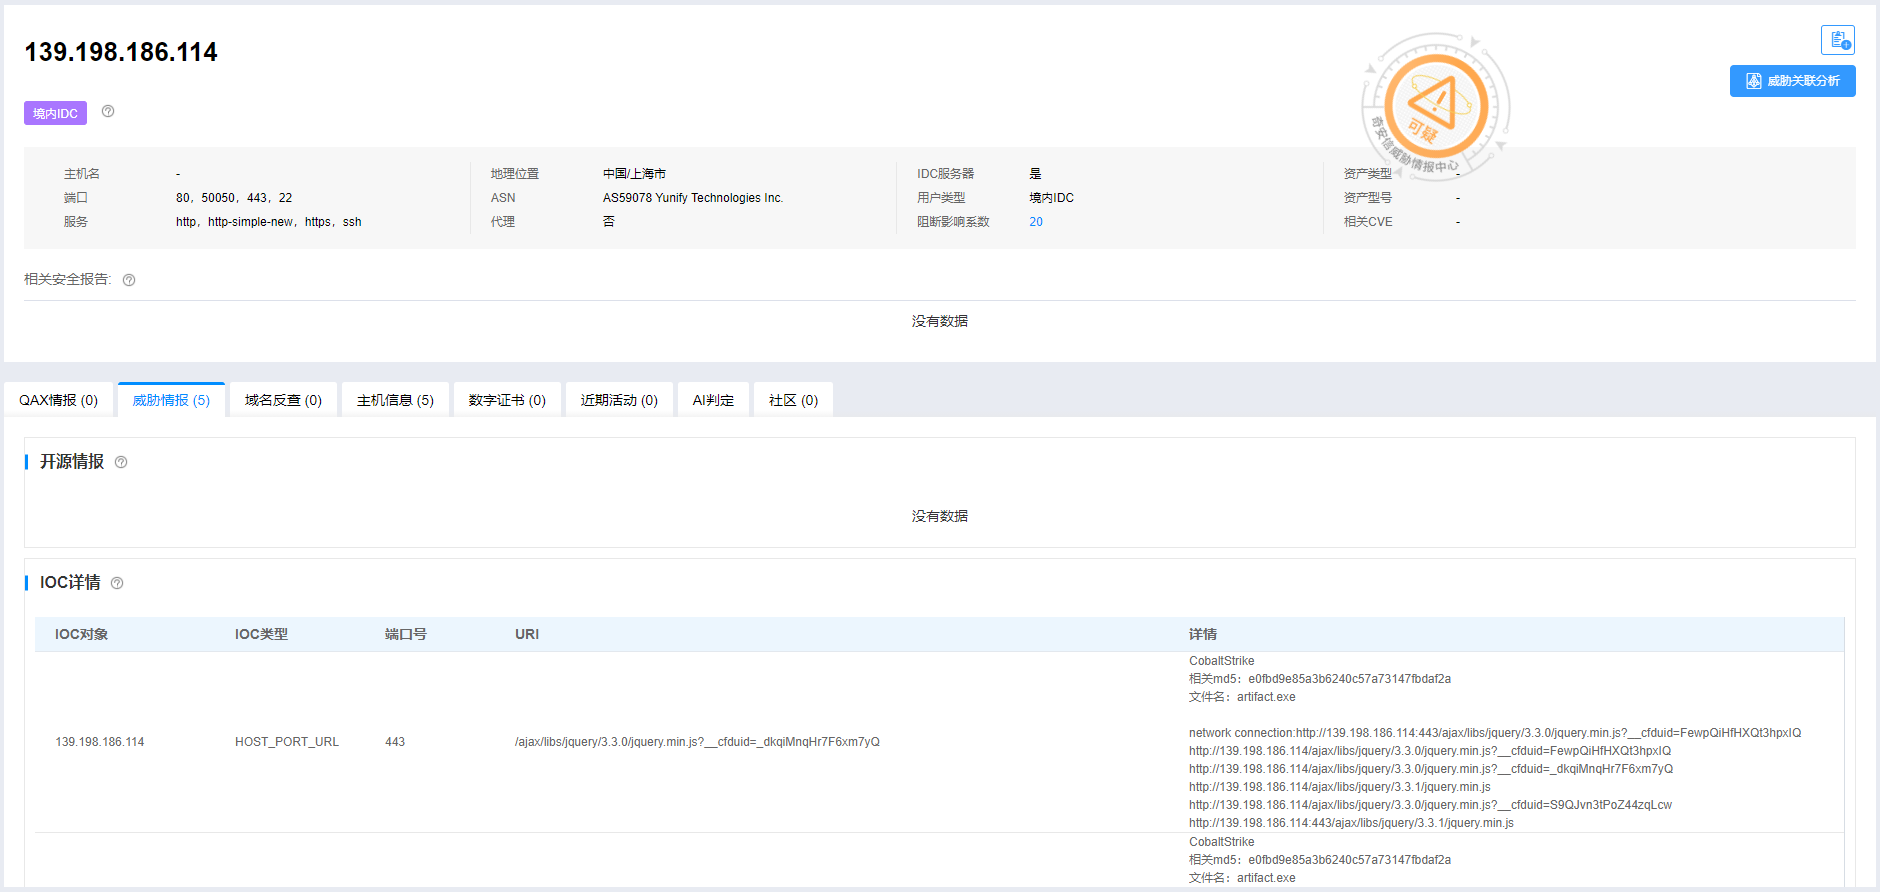 139.198.186.114
威胁关联分析
境内IDC
可疑
奇安信威胁情报中心
主机名 -
端口 80，50050，443，22
服务 http，http-simple-new，https，ssh
地理位置 中国/上海市
ASN AS59078 Yunify Technologies Inc.
代理 否
IDC服务器 是
用户类型 境内IDC
阻断影响系数 20
资产类型 -
资产型号 -
相关CVE -
相关安全报告:
没有数据
QAX情报 (0) 威胁情报 (5) 域名反查 (0) 主机信息 (5) 数字证书 (0) 近期活动 (0) AI判定 社区 (0)
开源情报
没有数据
IOC详情
IOC对象 IOC类型 端口号 URI 详情
139.198.186.114 HOST_PORT_URL 443 /ajax/libs/jquery/3.3.0/jquery.min.js?__cfduid=_dkqiMnqHr7F6xm7yQ
CobaltStrike
相关md5：e0fbd9e85a3b6240c57a73147fbdaf2a
文件名：artifact.exe
network connection:http://139.198.186.114:443/ajax/libs/jquery/3.3.0/jquery.min.js?__cfduid=FewpQiHfHXQt3hpxIQ
http://139.198.186.114/ajax/libs/jquery/3.3.0/jquery.min.js?__cfduid=FewpQiHfHXQt3hpxIQ
http://139.198.186.114/ajax/libs/jquery/3.3.0/jquery.min.js?__cfduid=_dkqiMnqHr7F6xm7yQ
http://139.198.186.114/ajax/libs/jquery/3.3.1/jquery.min.js
http://139.198.186.114/ajax/libs/jquery/3.3.0/jquery.min.js?__cfduid=S9QJvn3tPoZ44zqLcw
http://139.198.186.114:443/ajax/libs/jquery/3.3.1/jquery.min.js
CobaltStrike
相关md5：e0fbd9e85a3b6240c57a73147fbdaf2a
文件名：artifact.exe